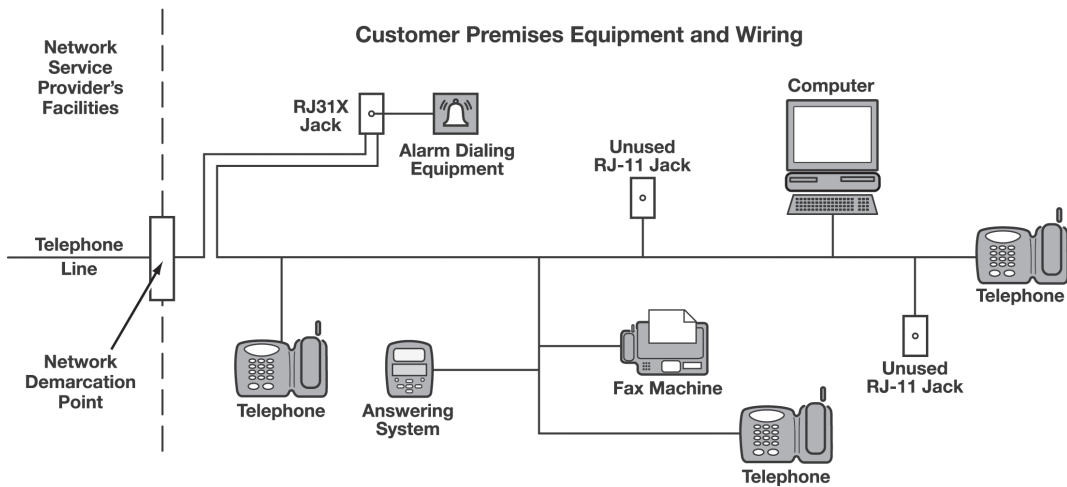 Customer Premises Equipment and Wiring
Network
Service
Provider's
Facilities
RJ31X
Jack
Alarm Dialing
Equipment
Unused
RJ-11 Jack
Computer
Telephone
Line
Network
Demarcation
Point
Telephone
Answering
System
Fax Machine
Telephone
Unused
RJ-11 Jack
Telephone